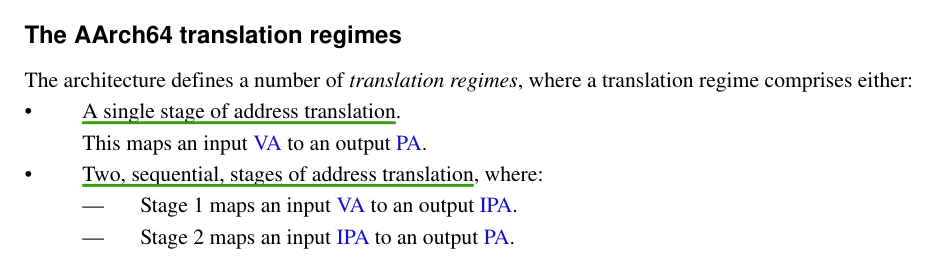 The AArch64 translation regimes
The architecture defines a number of translation regimes, where a translation regime comprises either:
• A single stage of address translation.
This maps an input VA to an output PA.
• Two, sequential, stages of address translation, where:
— Stage 1 maps an input VA to an output IPA.
— Stage 2 maps an input IPA to an output PA.